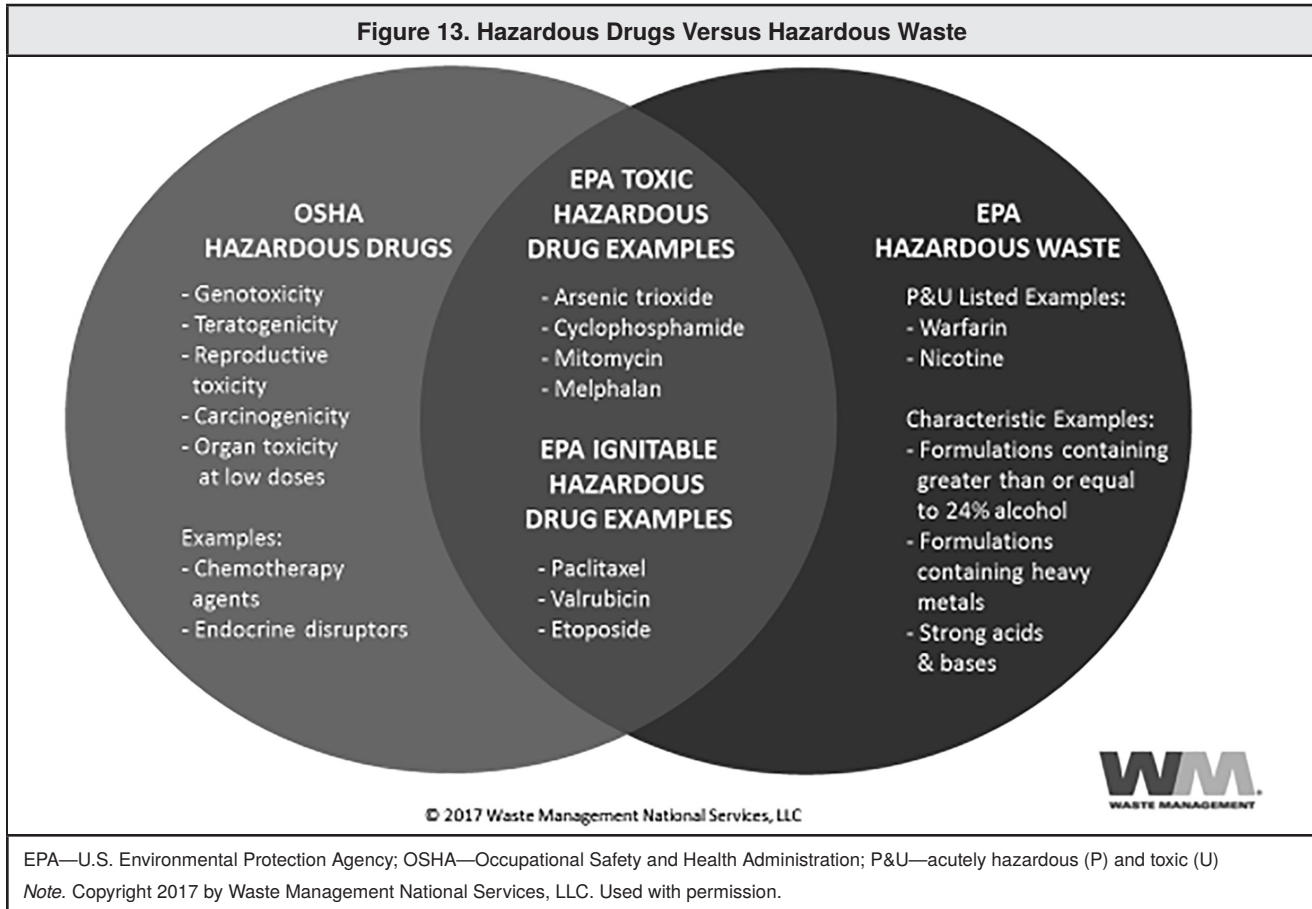 Figure 13. Hazardous Drugs Versus Hazardous Waste
OSHA
HAZARDOUS DRUGS
- Genotoxicity
- Teratogenicity
- Reproductive
toxicity
- Carcinogenicity
- Organ toxicity
at low doses
Examples:
- Chemotherapy
agents
- Endocrine disruptors
EPA TOXIC
HAZARDOUS
DRUG EXAMPLES
- Arsenic trioxide
- Cyclophosphamide
- Mitomycin
- Melphalan
EPA IGNITABLE
HAZARDOUS
DRUG EXAMPLES
- Paclitaxel
- Valrubicin
- Etoposide
EPA
HAZARDOUS WASTE
P&U Listed Examples:
- Warfarin
- Nicotine
Characteristic Examples:
- Formulations containing
greater than or equal
to 24% alcohol
- Formulations
containing heavy
metals
- Strong acids
& bases
WM
WASTE MANAGEMENT
© 2017 Waste Management National Services, LLC
EPA—U.S. Environmental Protection Agency; OSHA—Occupational Safety and Health Administration; P&U—acutely hazardous (P) and toxic (U)
Note. Copyright 2017 by Waste Management National Services, LLC. Used with permission.